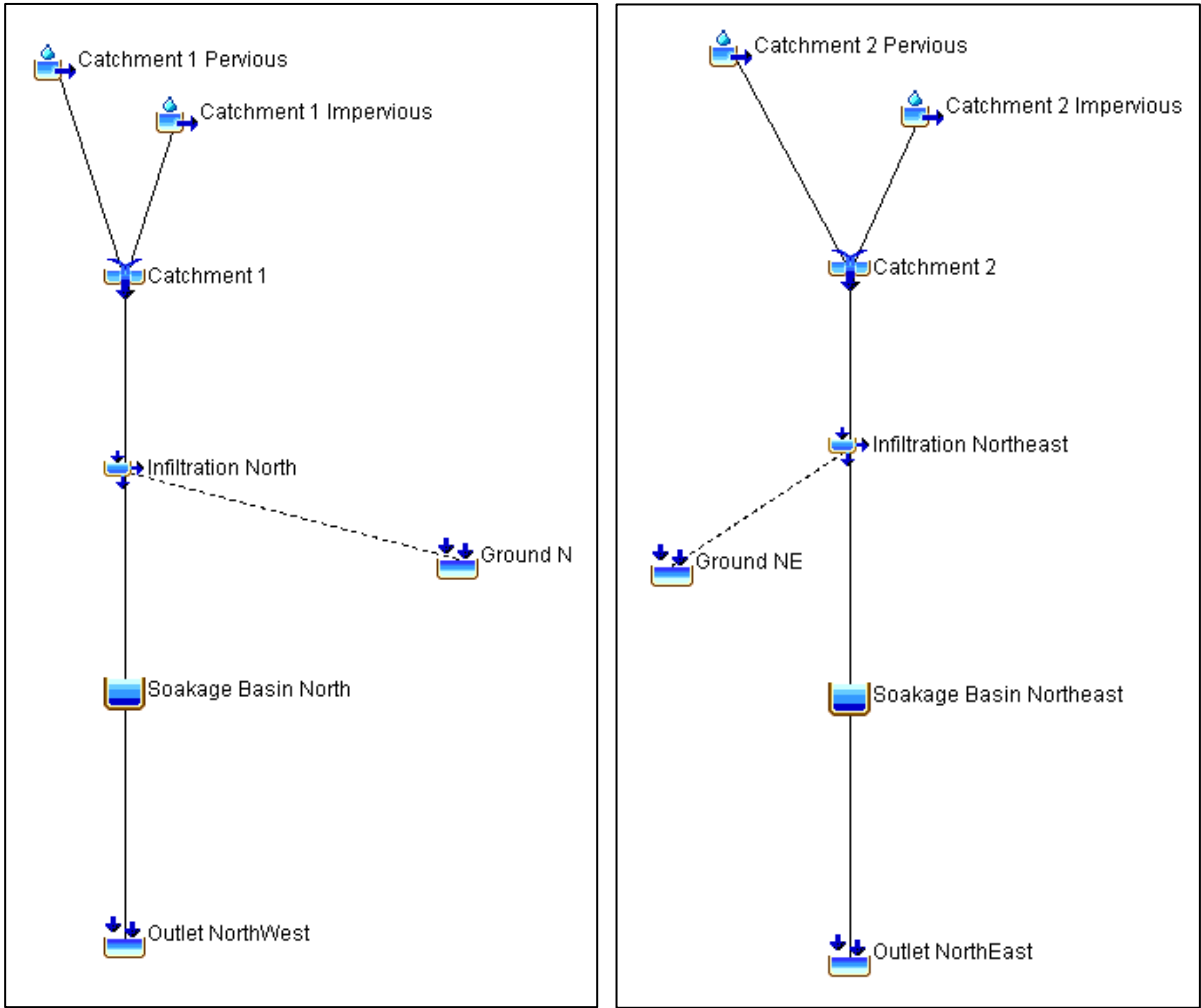 Catchment 1 Pervious
Catchment 1 Impervious
Catchment 1
Infiltration North
Ground N
Soakage Basin North
Outlet NorthWest
Catchment 2 Pervious
Catchment 2 Impervious
Catchment 2
Infiltration Northeast
Ground NE
Soakage Basin Northeast
Outlet NorthEast